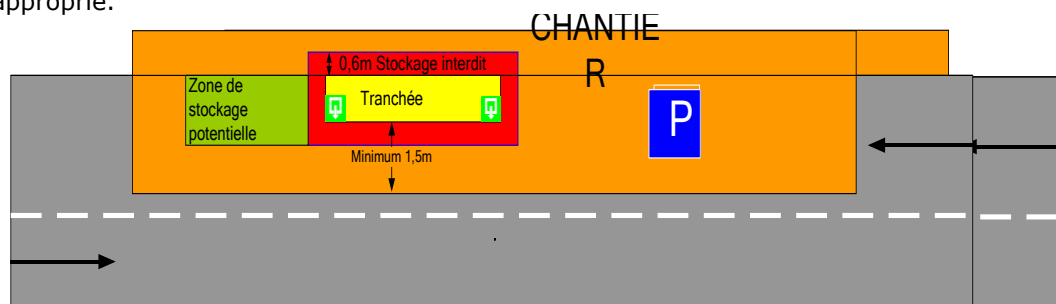 approprié.
CHANTIE
R
0,6m Stockage interdit
Zone de
stockage
potentielle
Tranchée
P
Minimum 1,5m